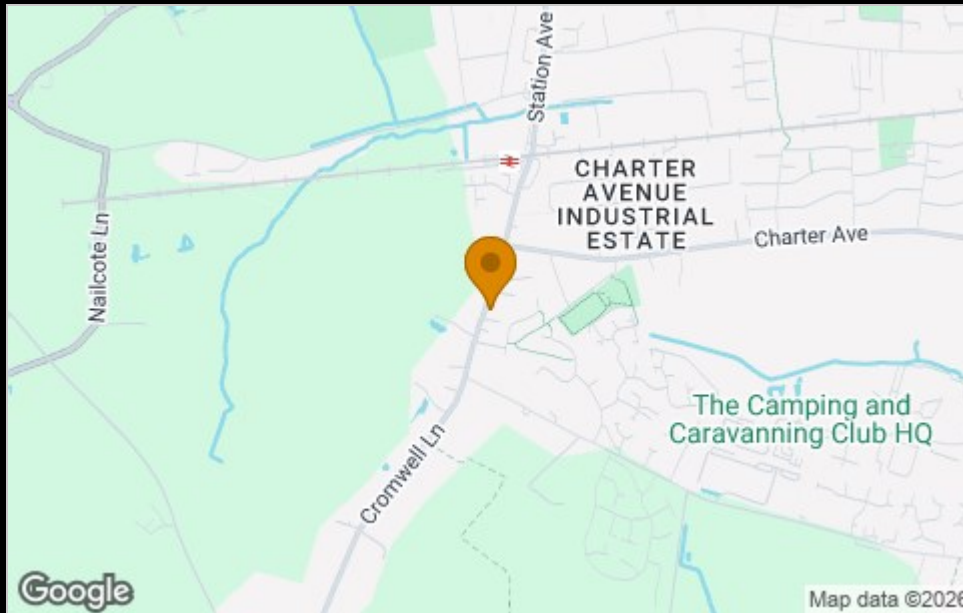 Station Ave
CHARTER
AVENUE
INDUSTRIAL
ESTATE
Charter Ave
Nailcote Ln
The Camping and
Caravanning Club HQ
Cromwell Ln
Google
Map data ©2026